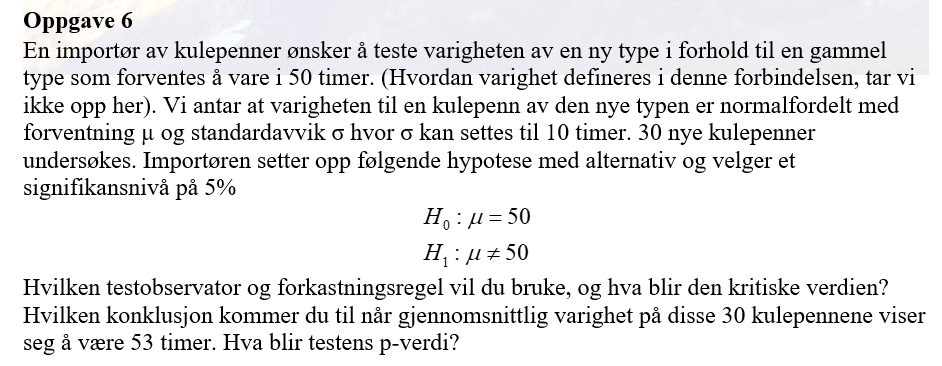 Oppgave 6
En importør av kulepenner ønsker å teste varigheten av en ny type i forhold til en gammel
type som forventes å vare i 50 timer. (Hvordan varighet defineres i denne forbindelsen, tar vi
ikke opp her). Vi antar at varigheten til en kulepenn av den nye typen er normalfordelt med
forventning μ og standardavvik σ hvor σ kan settes til 10 timer. 30 nye kulepenner
undersøkes. Importøren setter opp følgende hypotese med alternativ og velger et
signifikansnivå på 5%
H₀ : μ = 50
H₁ : μ ≠ 50
Hvilken testobservator og forkastningsregel vil du bruke, og hva blir den kritiske verdien?
Hvilken konklusjon kommer du til når gjennomsnittlig varighet på disse 30 kulepennene viser
seg å være 53 timer. Hva blir testens p-verdi?